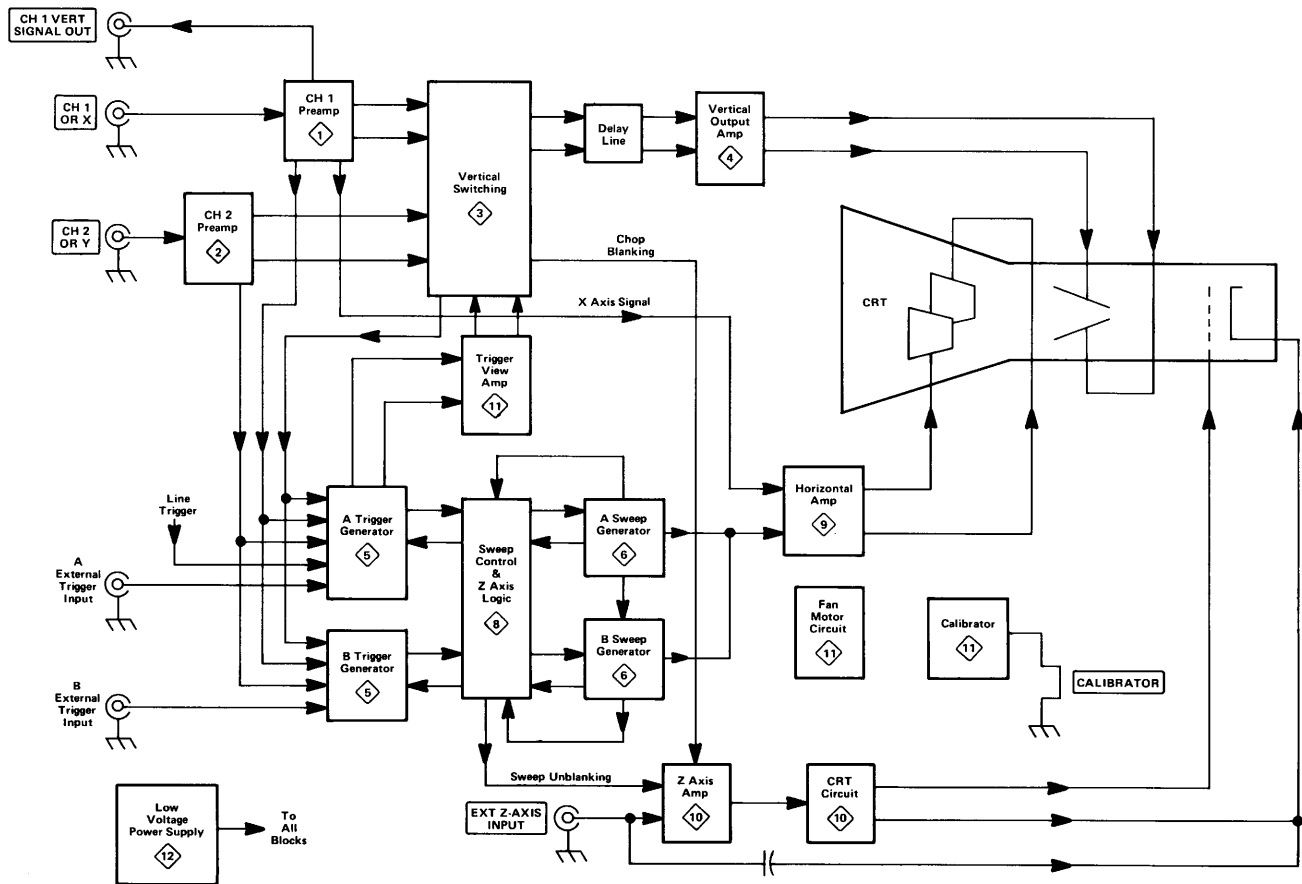 CH 1 VERT
SIGNAL OUT
CH 1
OR X
CH 1
Preamp
1
Vertical
Switching
3
Delay
Line
Vertical
Output
Amp
4
CH 2
OR Y
CH 2
Preamp
2
Chop
Blanking
X Axis Signal
CRT
Trigger
View
Amp
11
Line
Trigger
A
External
Trigger
Input
A Trigger
Generator
5
Sweep
Control
&
Z Axis
Logic
8
A Sweep
Generator
6
Horizontal
Amp
9
B
External
Trigger
Input
B Trigger
Generator
5
B Sweep
Generator
6
Fan
Motor
Circuit
11
Calibrator
11
CALIBRATOR
Sweep Unblanking
EXT Z-AXIS
INPUT
Z Axis
Amp
10
CRT
Circuit
10
Low
Voltage
Power Supply
12
To
All
Blocks